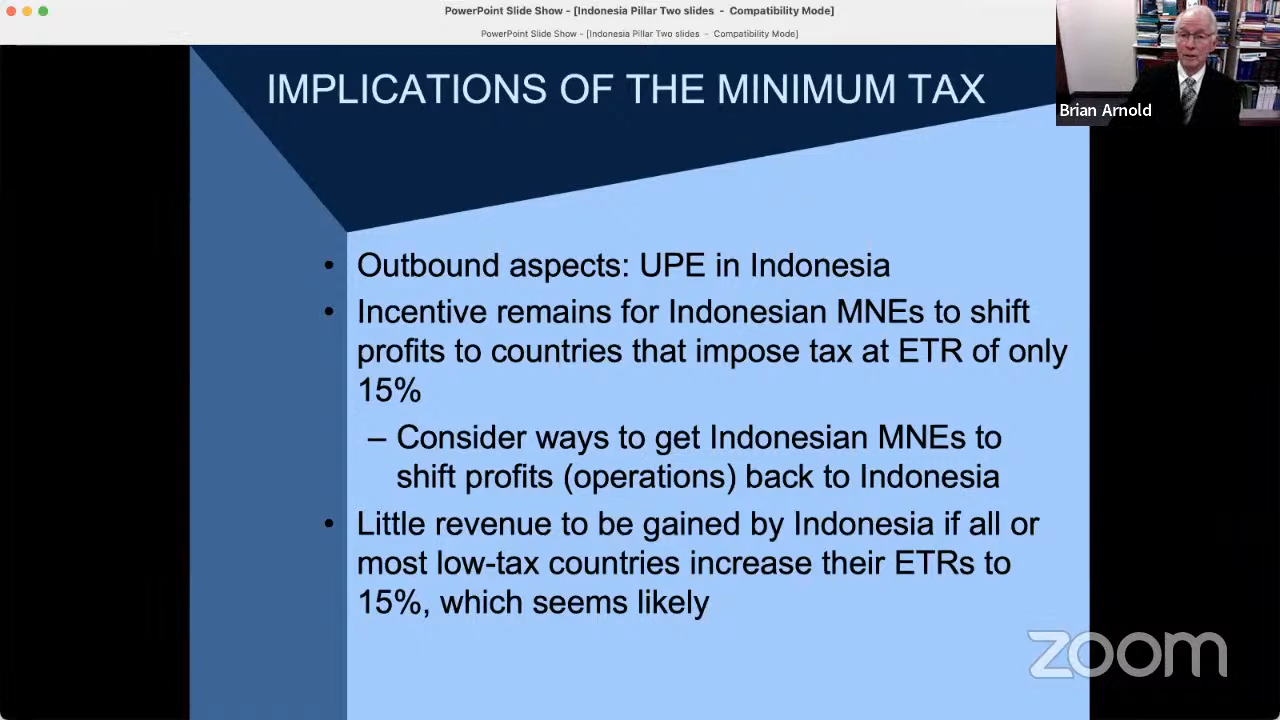 PowerPoint Slide Show - [Indonesia Pillar Two slides - Compatibility Mode]
PowerPoint Slide Show - [Indonesia Pillar Two slides - Compatibility Mode]
Brian Arnold
IMPLICATIONS OF THE MINIMUM TAX
• Outbound aspects: UPE in Indonesia
• Incentive remains for Indonesian MNEs to shift
profits to countries that impose tax at ETR of only
15%
– Consider ways to get Indonesian MNEs to
shift profits (operations) back to Indonesia
• Little revenue to be gained by Indonesia if all or
most low-tax countries increase their ETRs to
15%, which seems likely
zoom